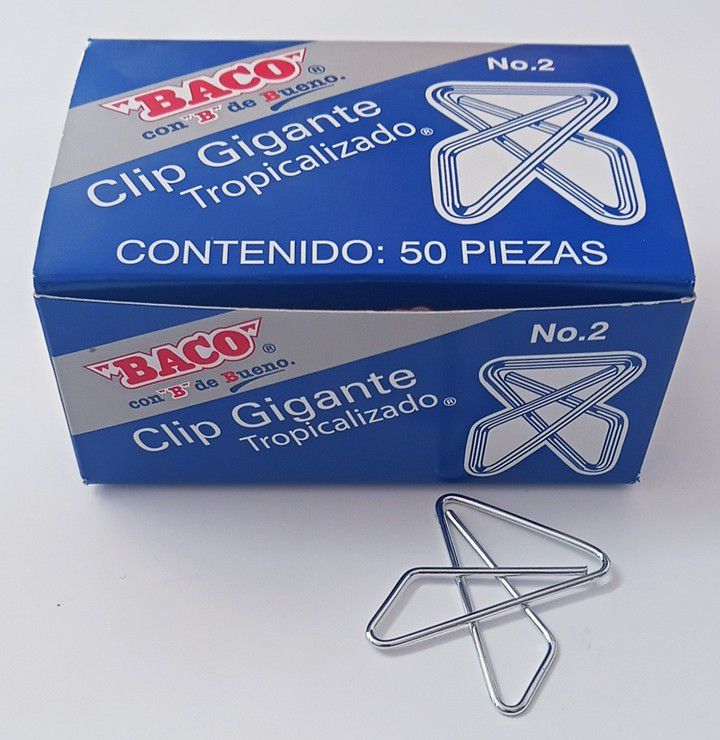 "BACO"®
con "B" de Bueno.
No.2
Clip Gigante
Tropicalizado®
CONTENIDO: 50 PIEZAS
"BACO"®
con "B" de Bueno.
No.2
Clip Gigante
Tropicalizado®